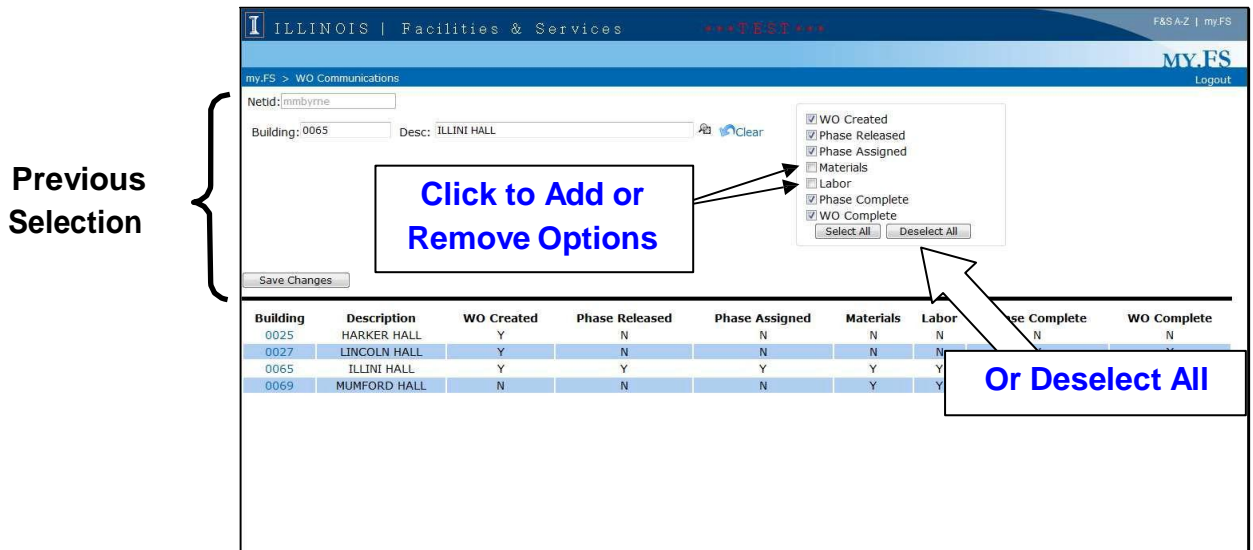 I ILLINOIS | Facilities & Services ***TEST*** F&S A-Z | my.FS
MY.FS
my.FS > WO Communications Logout
Netid: mmbyrne
Building: 0065 Desc: ILLINI HALL Clear
WO Created
Phase Released
Phase Assigned
Materials
Labor
Phase Complete
WO Complete
Select All Deselect All
Previous
Selection
Click to Add or
Remove Options
Save Changes
Building Description WO Created Phase Released Phase Assigned Materials Labor se Complete WO Complete
0025 HARKER HALL Y N N N N N N
0027 LINCOLN HALL Y N N N N
0065 ILLINI HALL Y Y Y Y Y
0069 MUMFORD HALL N N N Y Y
Or Deselect All